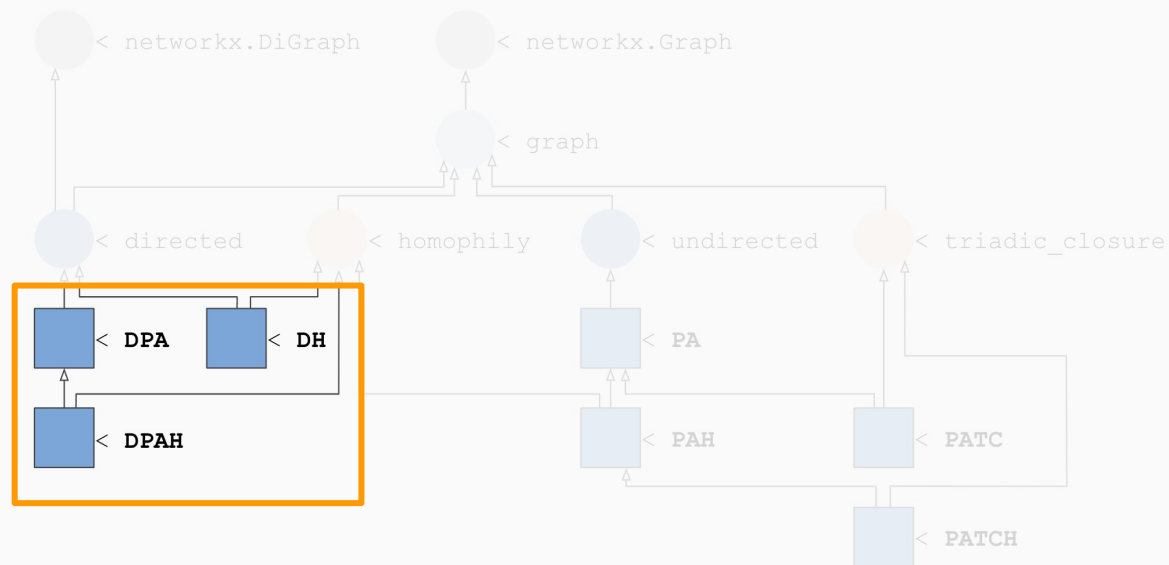 < networkx.DiGraph
< networkx.Graph
< graph
< directed
< homophily
< undirected
< triadic_closure
< DPA
< DH
< PA
< DPAH
< PAH
< PATC
< PATCH